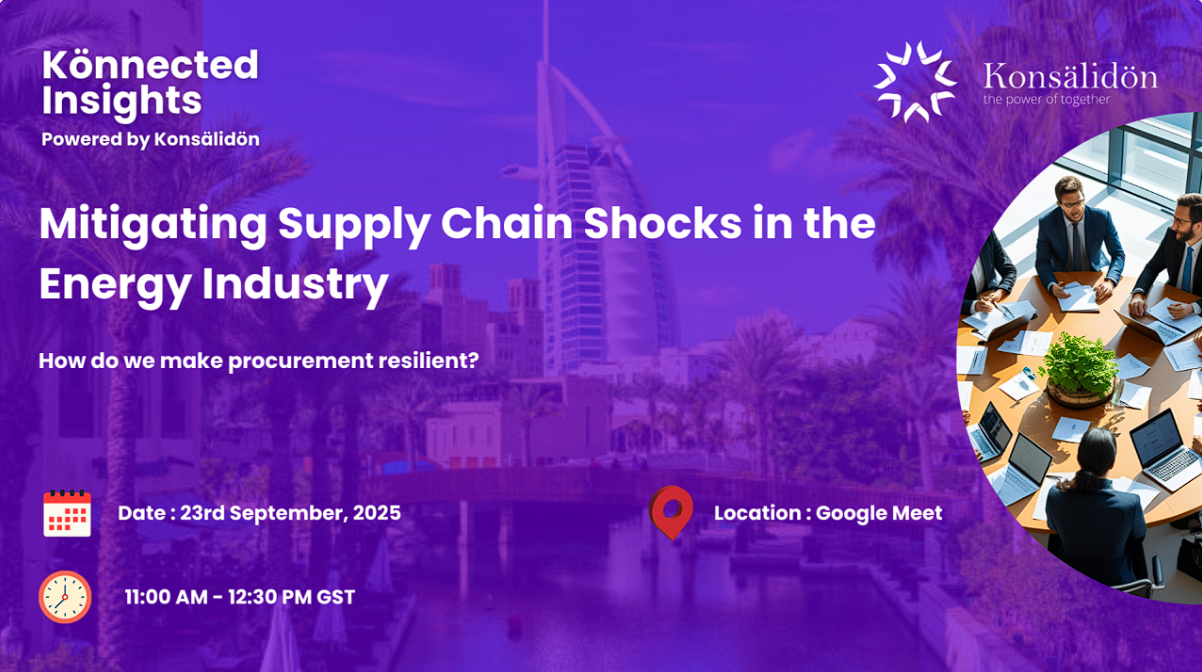 Könnected
Insights
Powered by Konsälidön
Konsälidön
the power of together
Mitigating Supply Chain Shocks in the
Energy Industry
How do we make procurement resilient?
Date : 23rd September, 2025
Location : Google Meet
11:00 AM - 12:30 PM GST